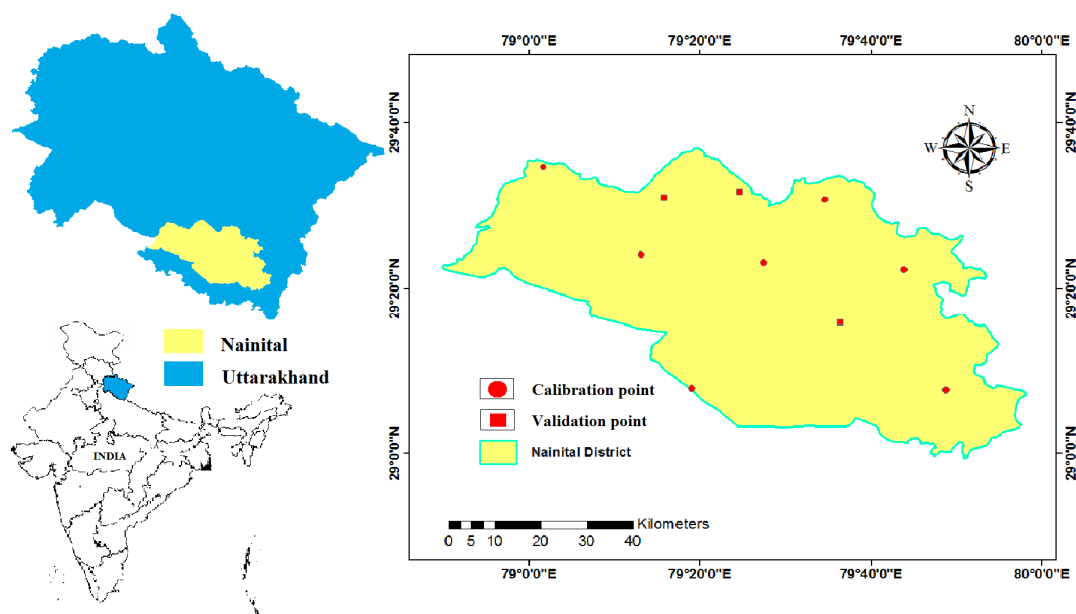 Nainital
Uttarakhand
INDIA
79°0'0"E 79°20'0"E 79°40'0"E 80°0'0"E
29°40'0"N
29°40'0"N
29°20'0"N
29°20'0"N
29°0'0"N
29°0'0"N
N
W E
S
Calibration point
Validation point
Nainital District
Kilometers
0 5 10 20 30 40
79°0'0"E 79°20'0"E 79°40'0"E 80°0'0"E